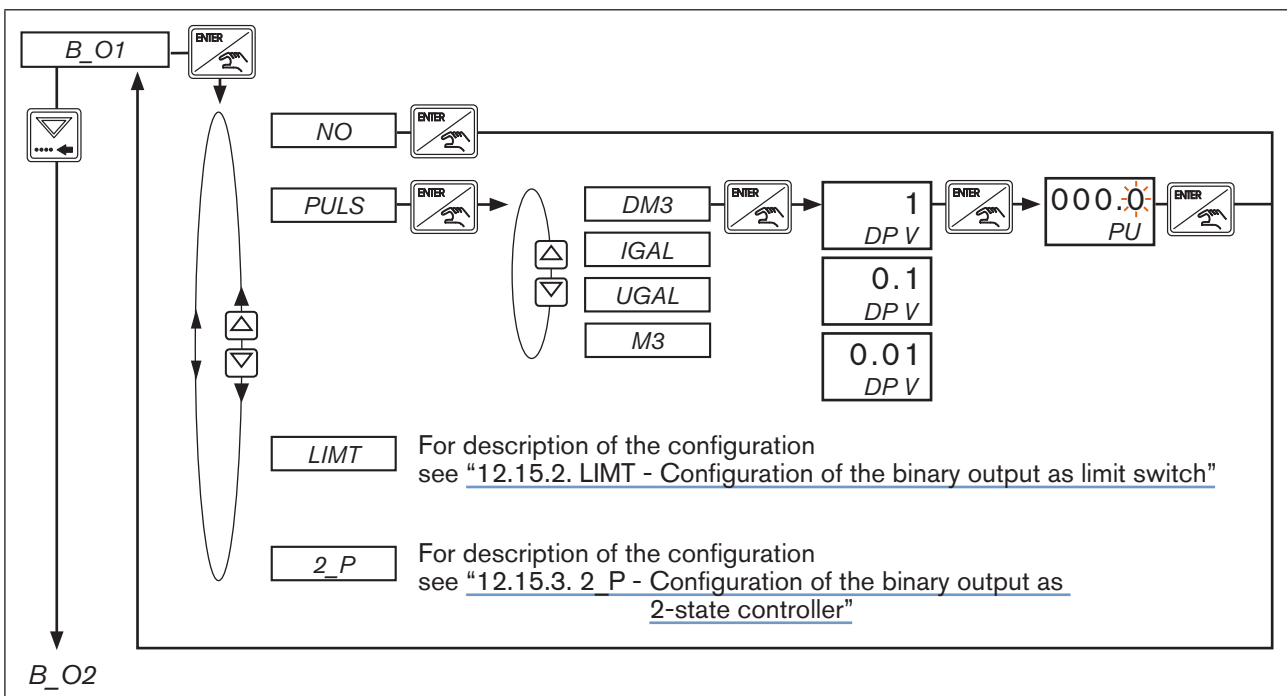 B_O1
ENTER
NO
ENTER
PULS
ENTER
DM3
ENTER
1
DP V
ENTER
000.0
PU
ENTER
IGAL
UGAL
M3
0.1
DP V
0.01
DP V
LIMT
For description of the configuration
see “12.15.2. LIMT - Configuration of the binary output as limit switch”
2_P
For description of the configuration
see “12.15.3. 2_P - Configuration of the binary output as
2-state controller”
B_O2